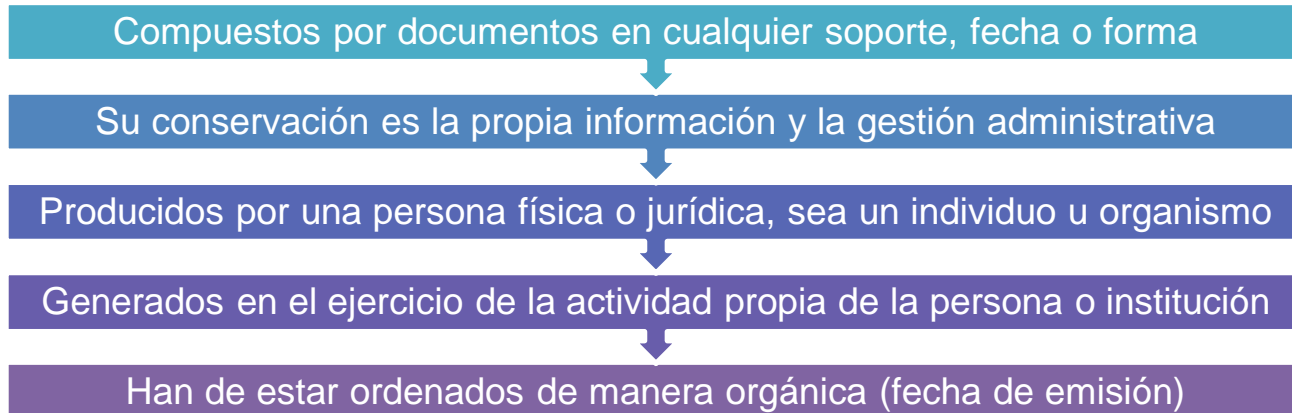 Compuestos por documentos en cualquier soporte, fecha o forma
Su conservación es la propia información y la gestión administrativa
Producidos por una persona física o jurídica, sea un individuo u organismo
Generados en el ejercicio de la actividad propia de la persona o institución
Han de estar ordenados de manera orgánica (fecha de emisión)